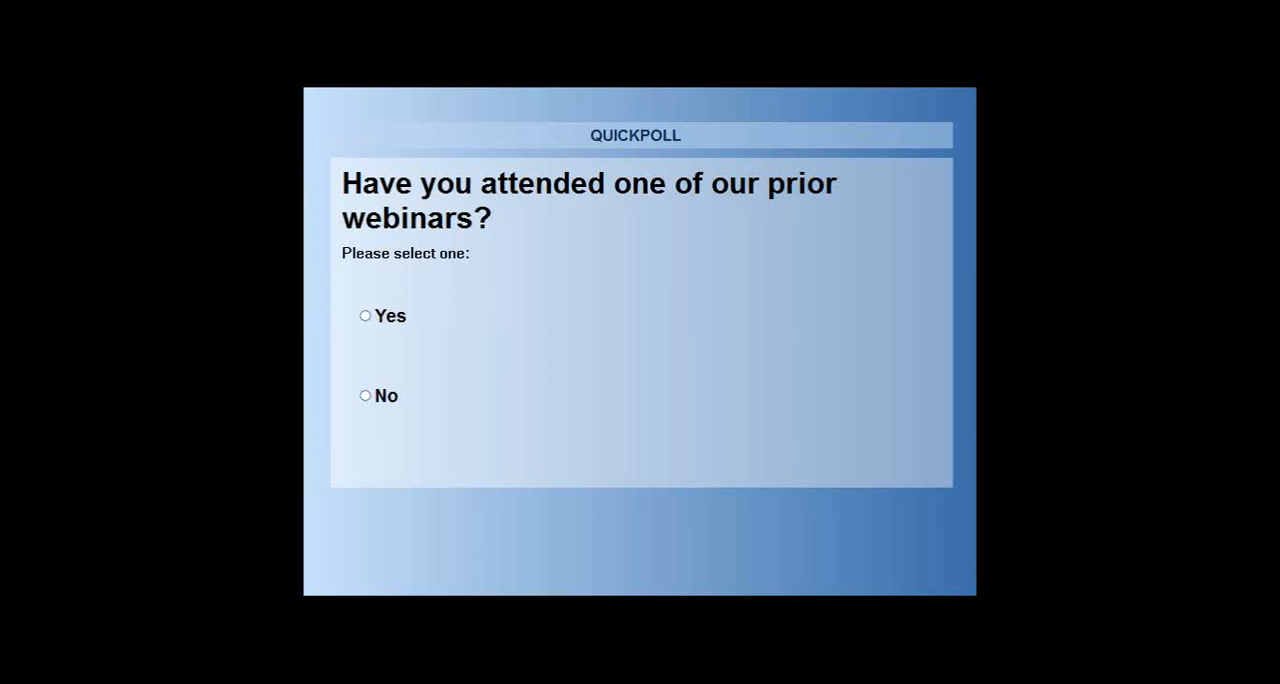 QUICKPOLL
Have you attended one of our prior
webinars?
Please select one:
Yes
No